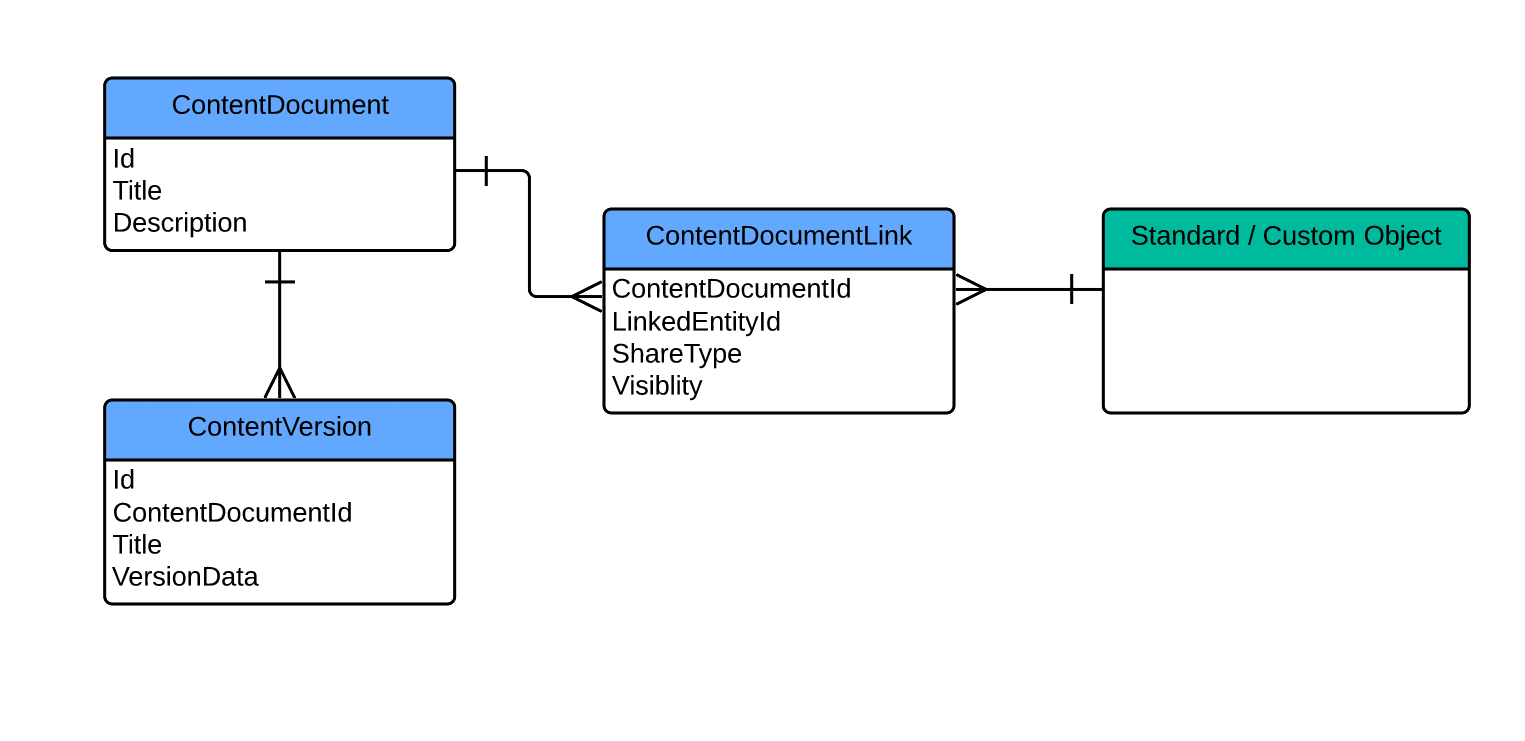 ContentDocument
Id
Title
Description
ContentVersion
Id
ContentDocumentId
Title
VersionData
ContentDocumentLink
ContentDocumentId
LinkedEntityId
ShareType
Visiblity
Standard / Custom Object